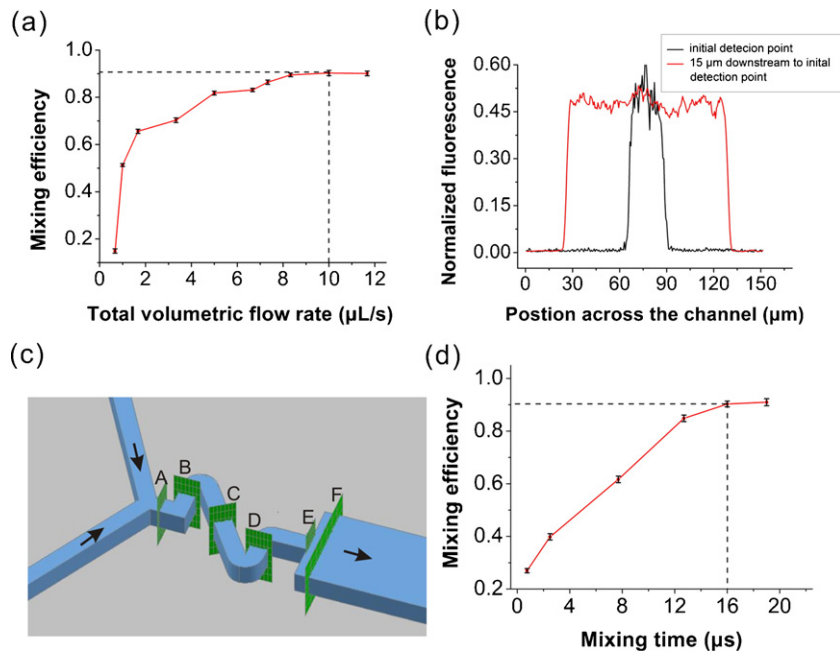 (a)
Mixing efficiency
1.0
0.8
0.6
0.4
0.2
0 2 4 6 8 10 12
Total volumetric flow rate (µL/s)
(b)
initial detecion point
15 µm downstream to inital
detection point
Normalized fluorescence
0.60
0.45
0.30
0.15
0.00
0 30 60 90 120 150
Postion across the channel (µm)
(c)
A
B
C
D
E
F
(d)
Mixing efficiency
1.0
0.8
0.6
0.4
0.2
0 4 8 12 16 20
Mixing time (µs)